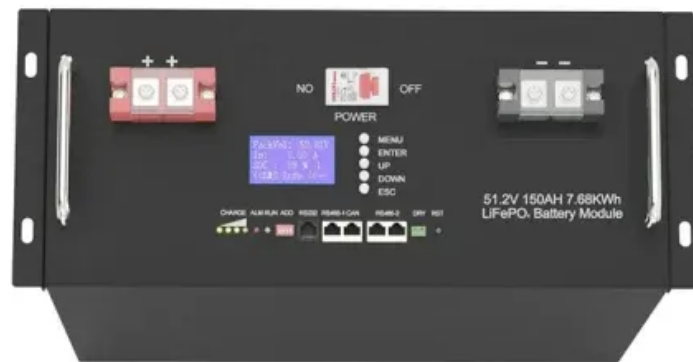 + +
- -
NO
OFF
POWER
MENU
ENTER
UP
DOWN
ESC
51.2V 150AH 7.68KWh
LiFePO₄ Battery Module
CHARGE ALM RUN ADD RS232 RS485-1 CAN RS485-2 DRY RST